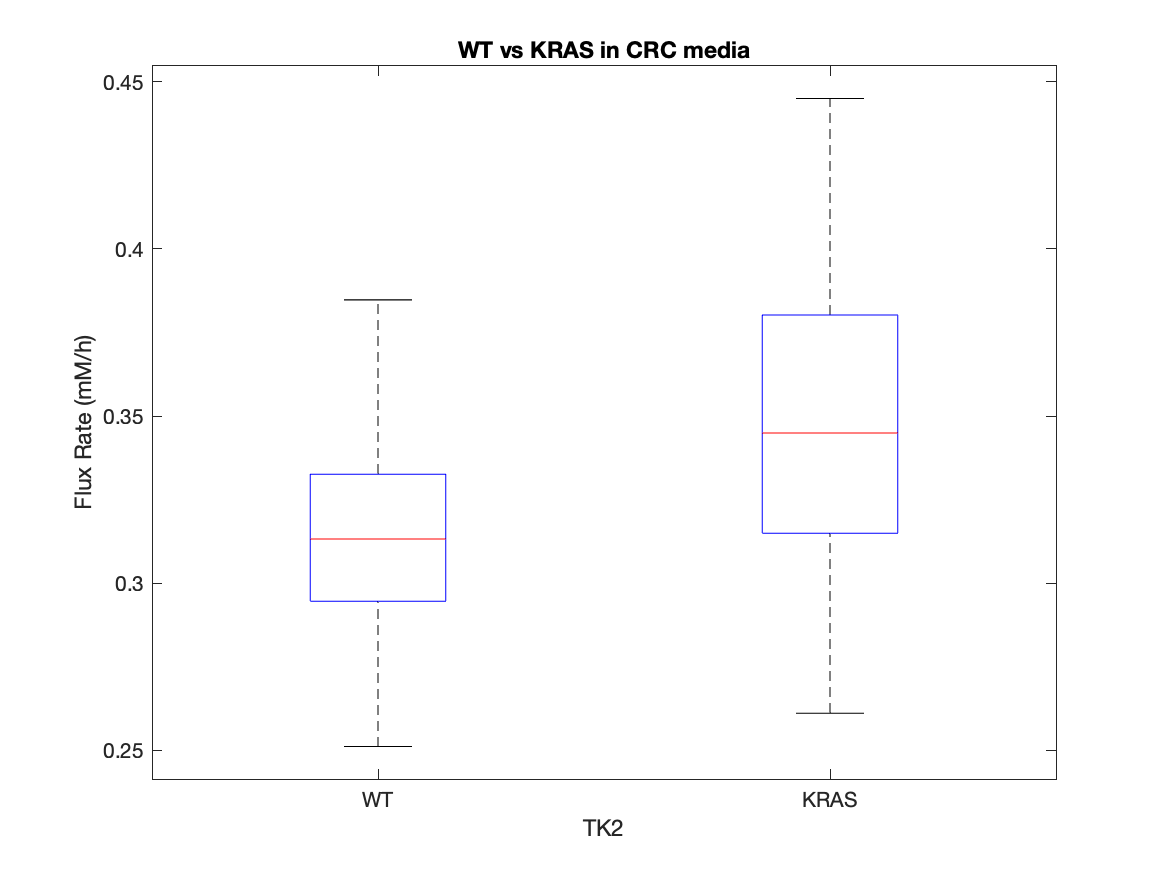 WT vs KRAS in CRC media
0.45
0.4
0.35
0.3
0.25
Flux Rate (mM/h)
WT
KRAS
TK2